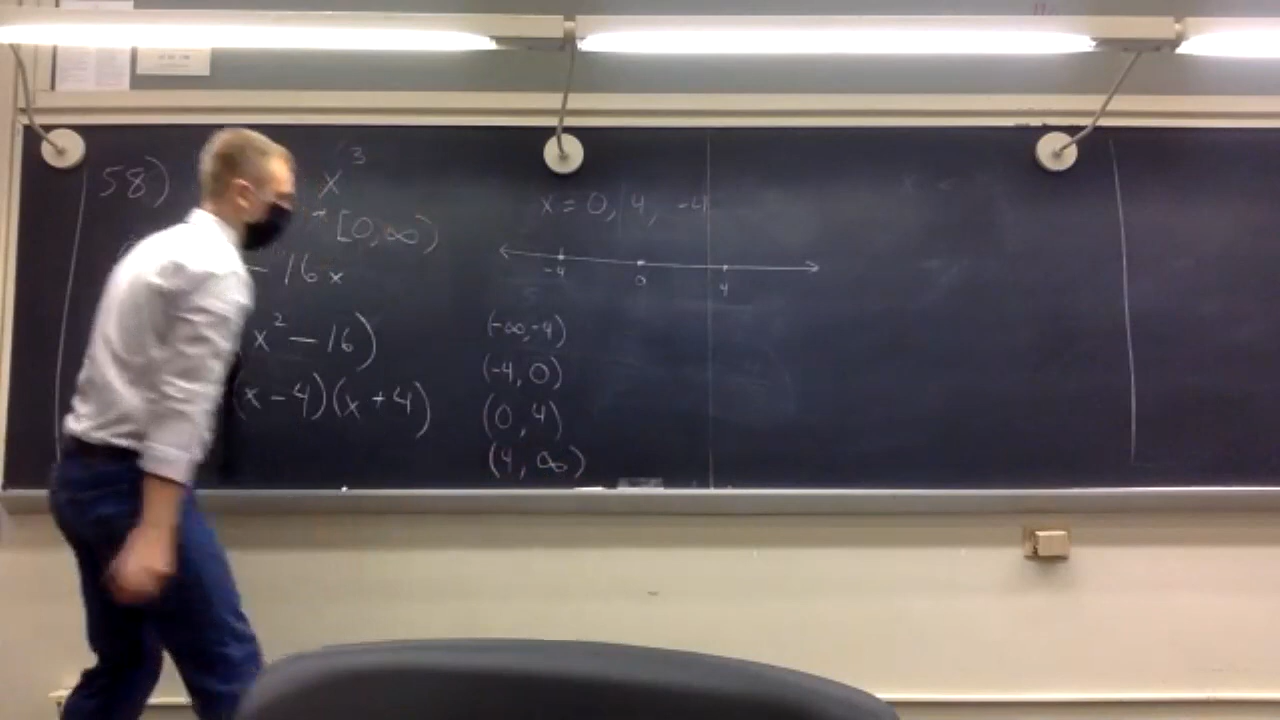 58) x³
[0, ∞)
- 16x
x² - 16)
(x - 4)(x + 4)
x = 0, 4, -4
-4 0 4
(-∞, -4)
(-4, 0)
(0, 4)
(4, ∞)